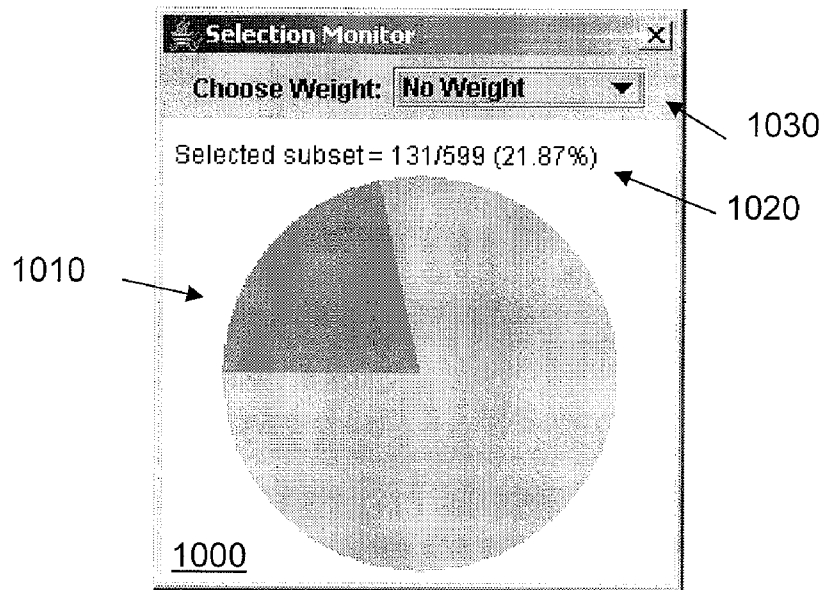 Selection Monitor
Choose Weight: No Weight
1030
Selected subset = 131/599 (21.87%)
1020
1010
1000